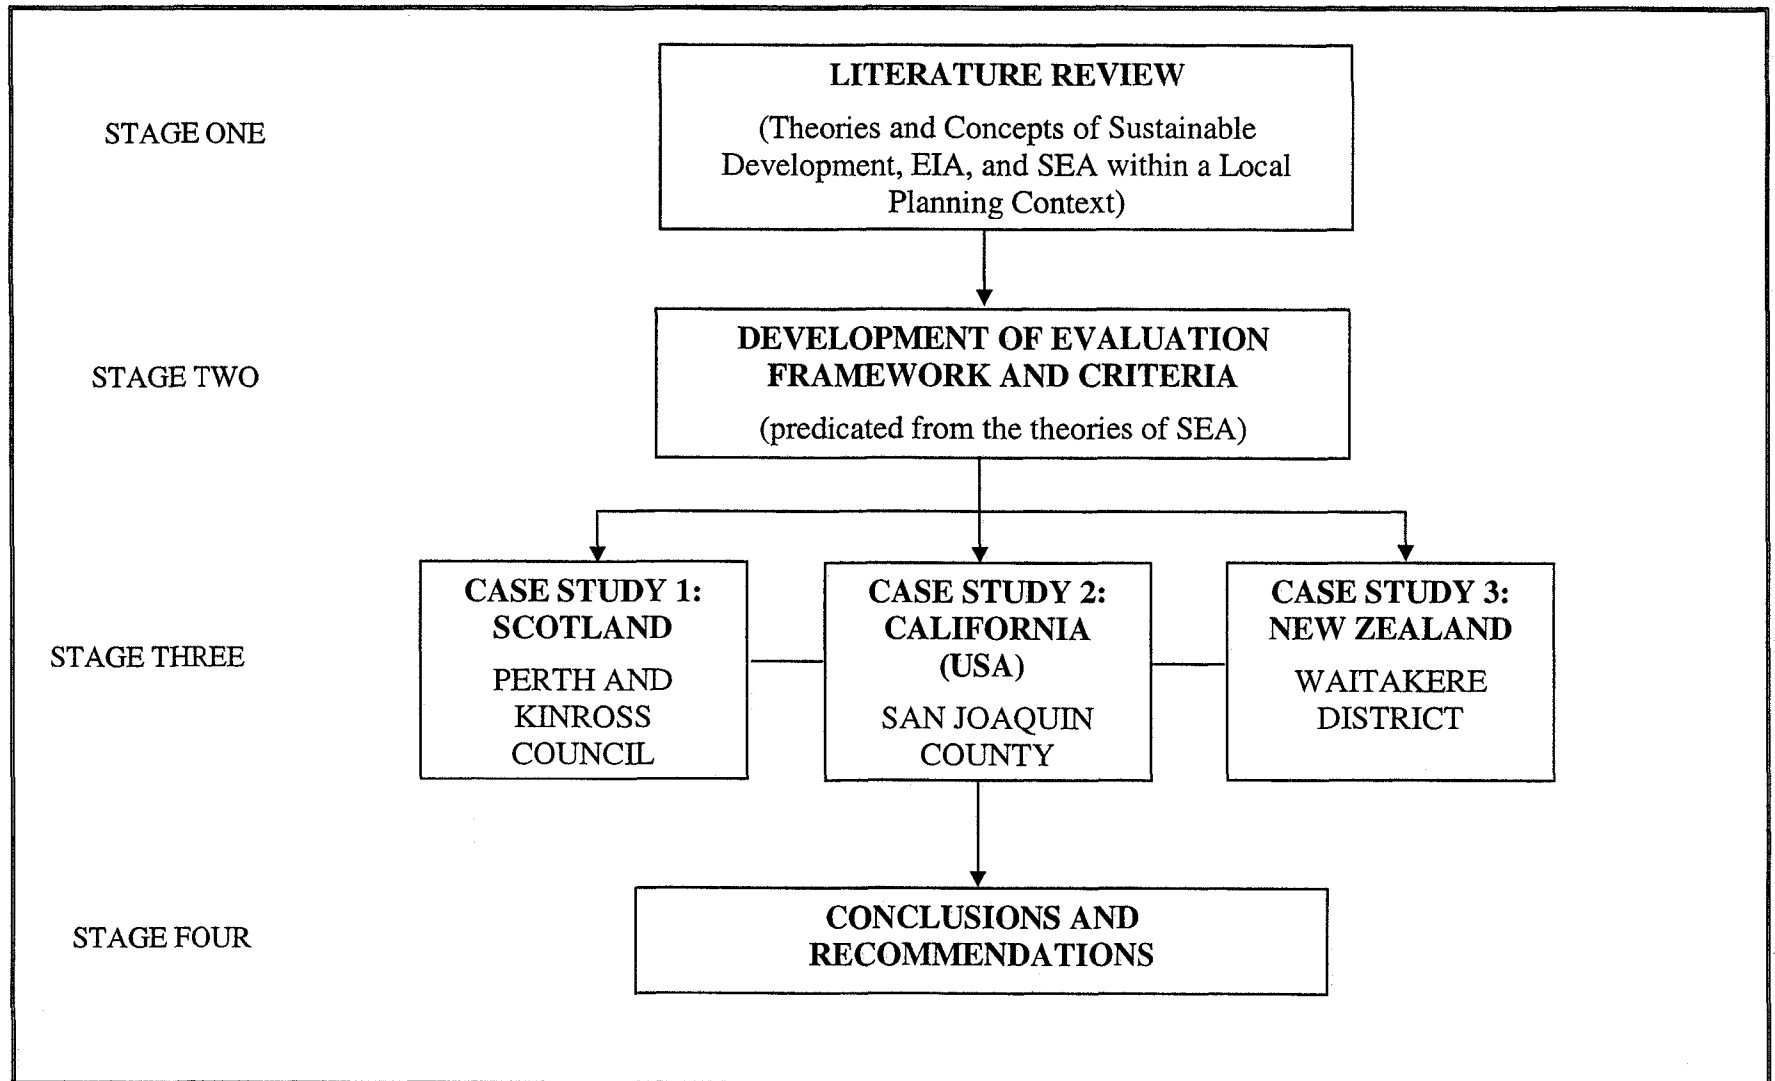 STAGE ONE
LITERATURE REVIEW
(Theories and Concepts of Sustainable
Development, EIA, and SEA within a Local
Planning Context)
STAGE TWO
DEVELOPMENT OF EVALUATION
FRAMEWORK AND CRITERIA
(predicated from the theories of SEA)
STAGE THREE
CASE STUDY 1:
SCOTLAND
PERTH AND
KINROSS
COUNCIL
CASE STUDY 2:
CALIFORNIA
(USA)
SAN JOAQUIN
COUNTY
CASE STUDY 3:
NEW ZEALAND
WAITAKERE
DISTRICT
STAGE FOUR
CONCLUSIONS AND
RECOMMENDATIONS